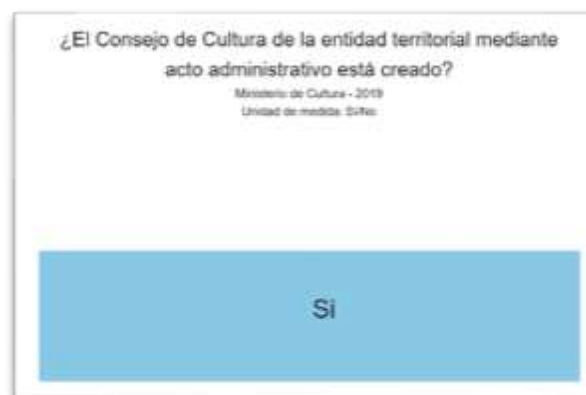 ¿El Consejo de Cultura de la entidad territorial mediante
acto administrativo está creado?
Ministerio de Cultura - 2019
Unidad de medida: Si/No
Si